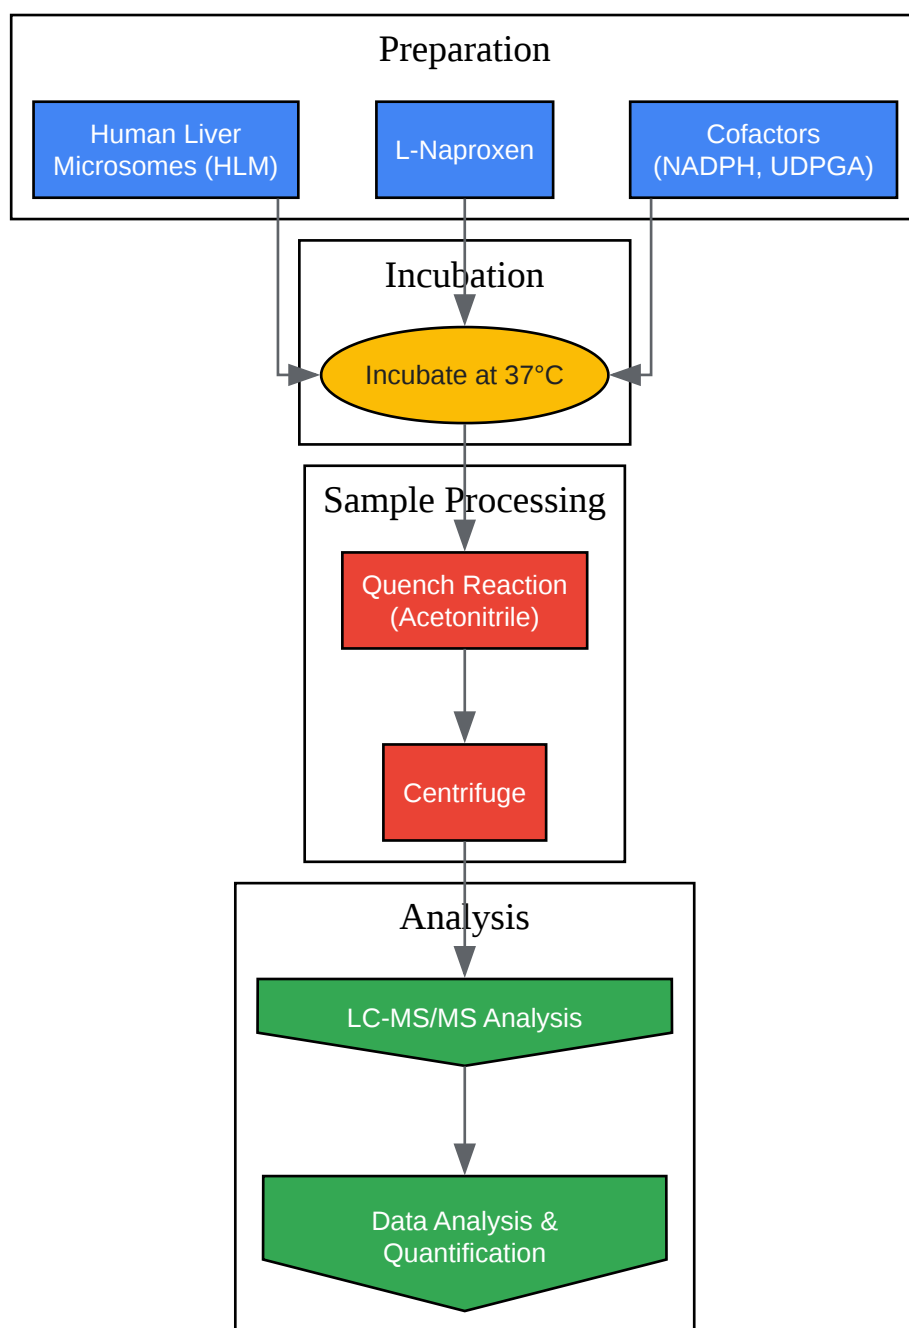 Preparation
Human Liver
Microsomes (HLM)
L-Naproxen
Cofactors
(NADPH, UDPGA)
Incubation
Incubate at 37°C
Sample Processing
Quench Reaction
(Acetonitrile)
Centrifuge
Analysis
LC-MS/MS Analysis
Data Analysis &
Quantification